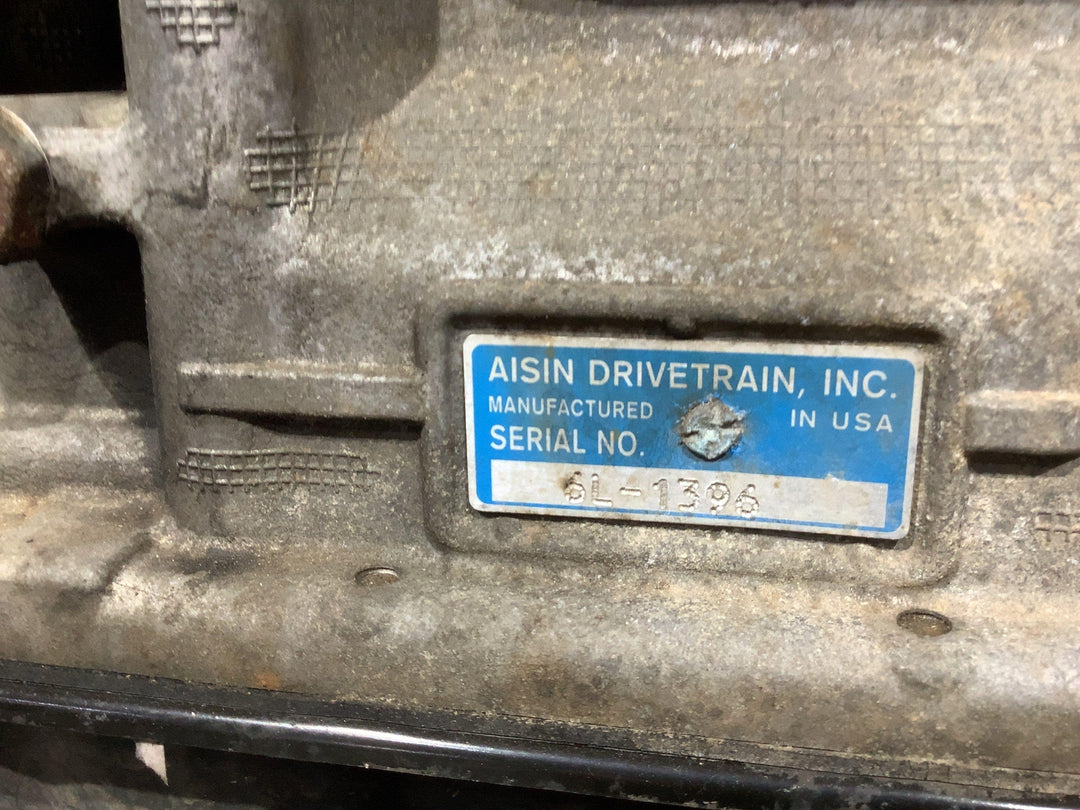 AISIN DRIVETRAIN, INC.
MANUFACTURED IN USA
SERIAL NO.
6L-1396